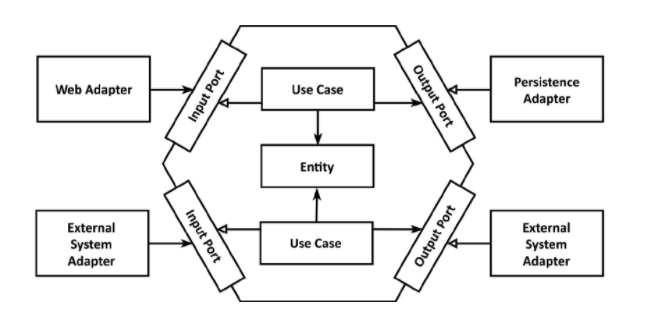 Web Adapter
Input Port
Use Case
Output Port
Persistence
Adapter
Entity
External
System
Adapter
Input Port
Use Case
Output Port
External
System
Adapter